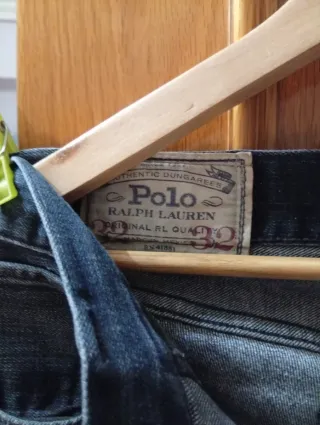 AUTHENTIC DUNGAREES
Polo
RALPH LAUREN
ORIGINAL RL QUALITY
32 32